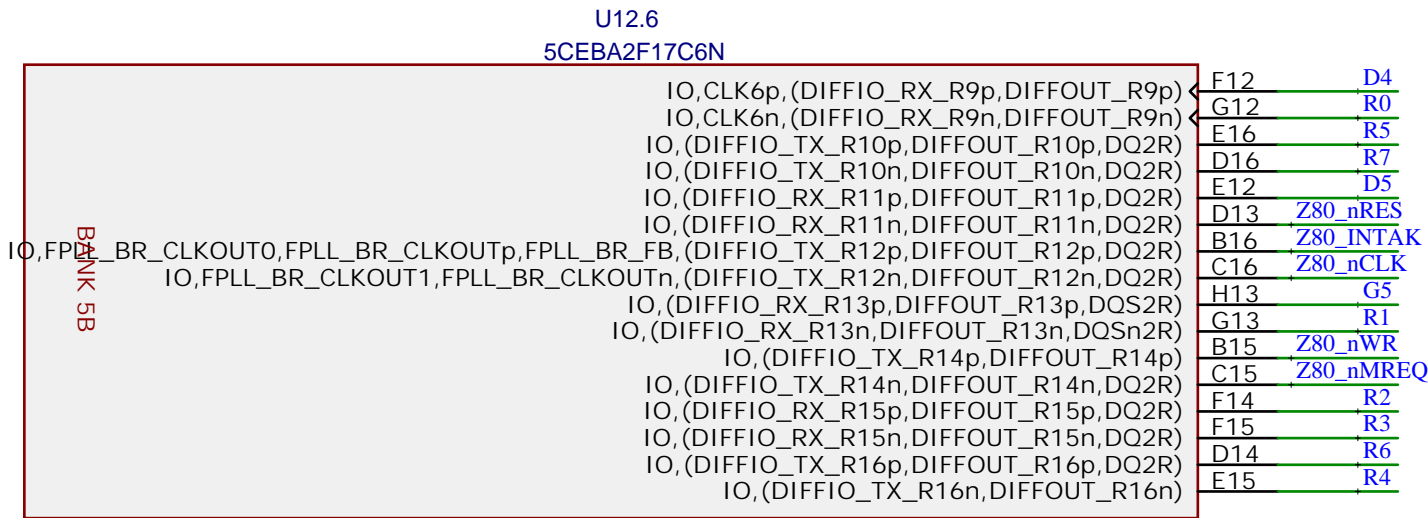 U12.6
5CEBA2F17C6N
IO,CLK6p,(DIFFIO_RX_R9p,DIFFOUT_R9p) F12 D4
IO,CLK6n,(DIFFIO_RX_R9n,DIFFOUT_R9n) G12 R0
IO,(DIFFIO_TX_R10p,DIFFOUT_R10p,DQ2R) E16 R5
IO,(DIFFIO_TX_R10n,DIFFOUT_R10n,DQ2R) D16 R7
IO,(DIFFIO_RX_R11p,DIFFOUT_R11p,DQ2R) E12 D5
IO,(DIFFIO_RX_R11n,DIFFOUT_R11n,DQ2R) D13 Z80_nRES
IO,FPLL_BR_CLKOUT0,FPLL_BR_CLKOUTp,FPLL_BR_FB,(DIFFIO_TX_R12p,DIFFOUT_R12p,DQ2R) B16 Z80_INTAK
IO,FPLL_BR_CLKOUT1,FPLL_BR_CLKOUTn,(DIFFIO_TX_R12n,DIFFOUT_R12n,DQ2R) C16 Z80_nCLK
IO,(DIFFIO_RX_R13p,DIFFOUT_R13p,DQS2R) H13 G5
IO,(DIFFIO_RX_R13n,DIFFOUT_R13n,DQSn2R) G13 R1
IO,(DIFFIO_TX_R14p,DIFFOUT_R14p) B15 Z80_nWR
IO,(DIFFIO_TX_R14n,DIFFOUT_R14n,DQ2R) C15 Z80_nMREQ
IO,(DIFFIO_RX_R15p,DIFFOUT_R15p,DQ2R) F14 R2
IO,(DIFFIO_RX_R15n,DIFFOUT_R15n,DQ2R) F15 R3
IO,(DIFFIO_TX_R16p,DIFFOUT_R16p,DQ2R) D14 R6
IO,(DIFFIO_TX_R16n,DIFFOUT_R16n) E15 R4
BANK 5B